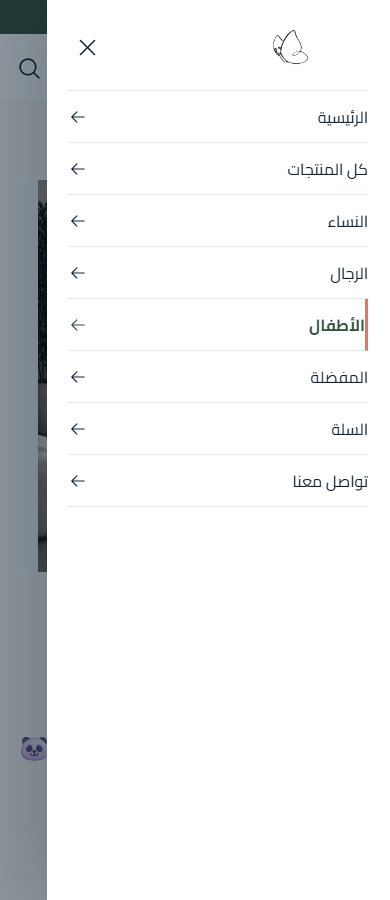 الرئيسية
كل المنتجات
النساء
الرجال
الأطفال
المفضلة
السلة
تواصل معنا